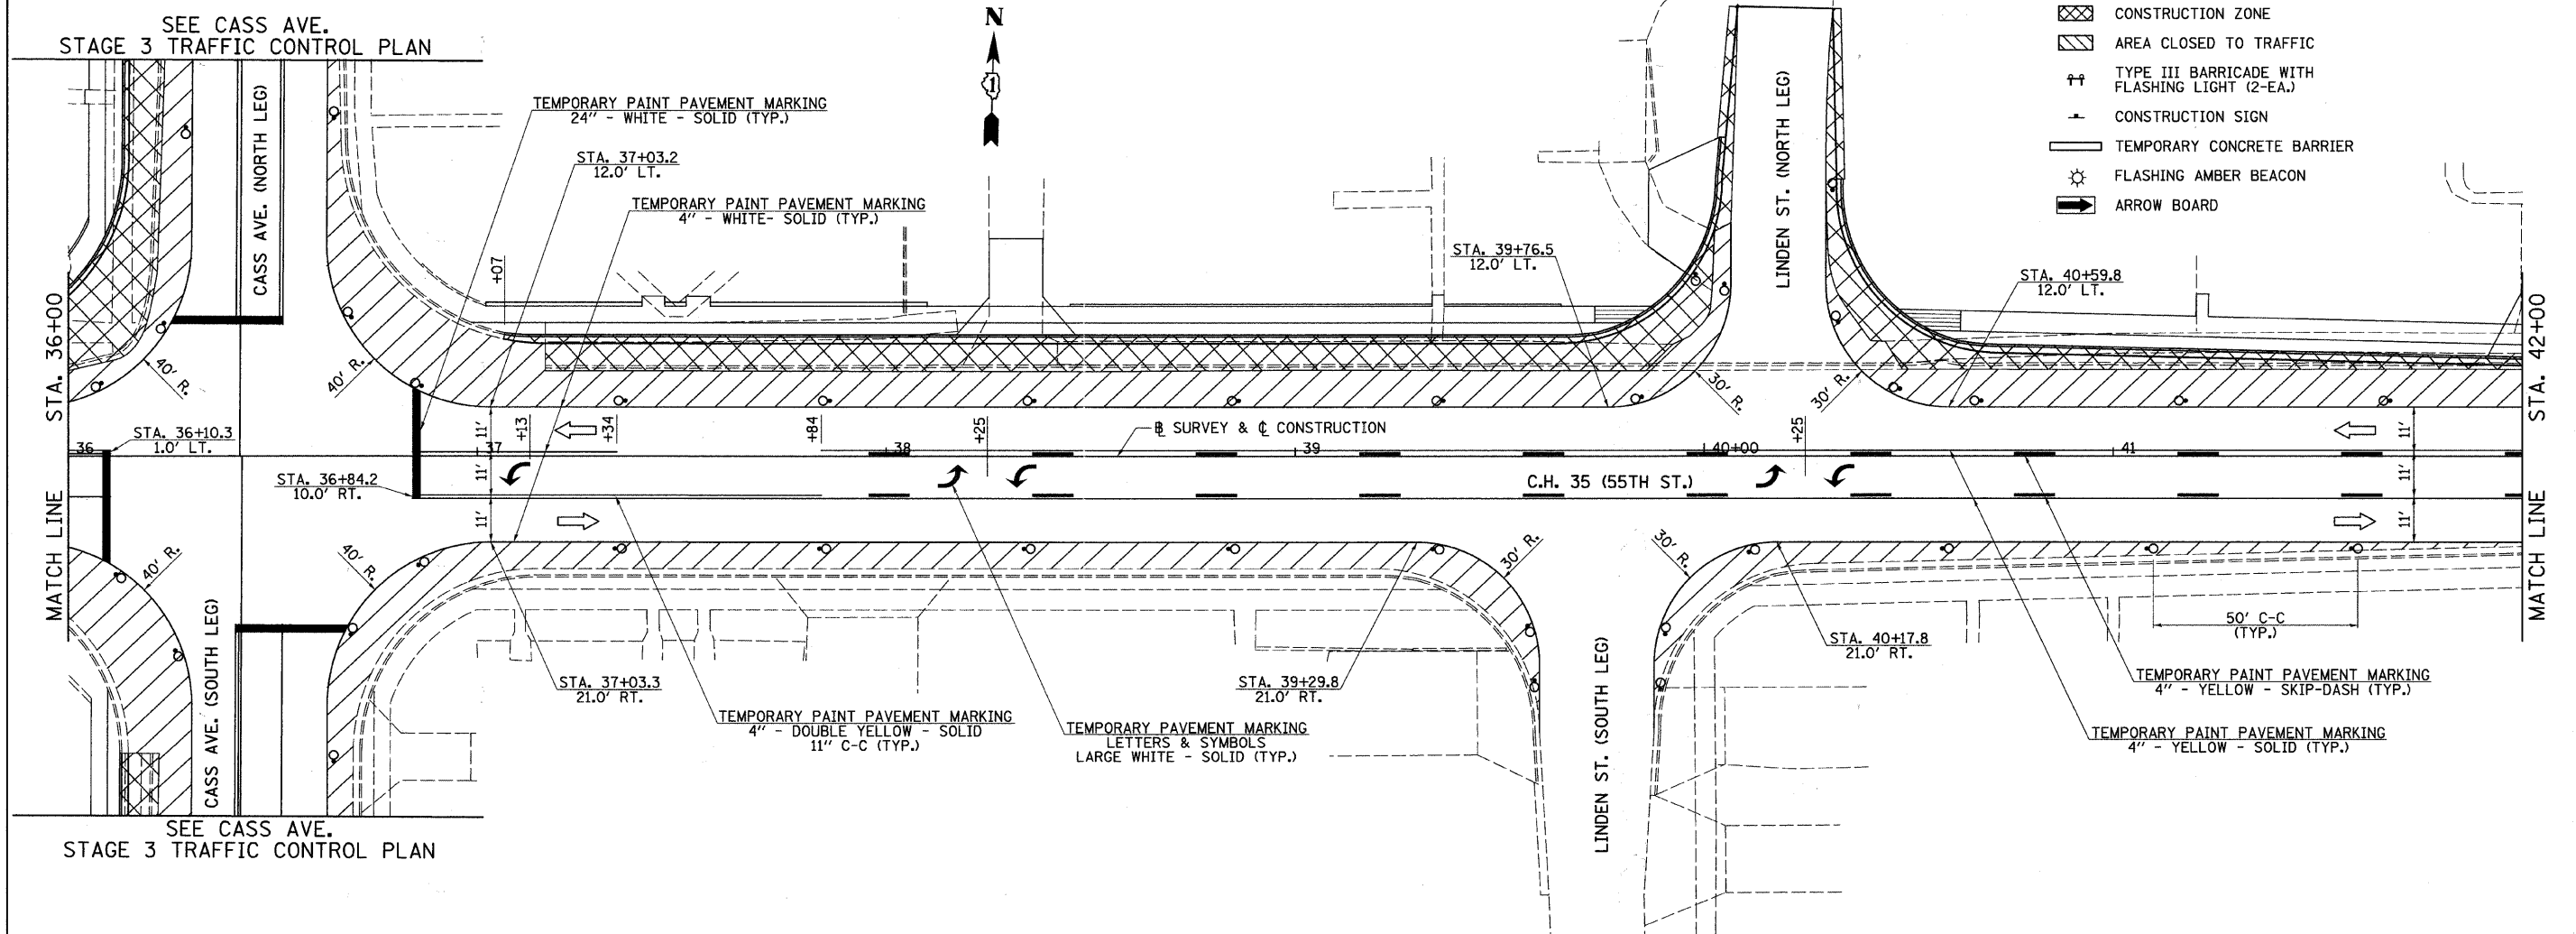 SEE CASS AVE.
STAGE 3 TRAFFIC CONTROL PLAN
N
1
CONSTRUCTION ZONE
AREA CLOSED TO TRAFFIC
TYPE III BARRICADE WITH
FLASHING LIGHT (2-EA.)
CONSTRUCTION SIGN
TEMPORARY CONCRETE BARRIER
FLASHING AMBER BEACON
ARROW BOARD
CASS AVE. (NORTH LEG)
LINDEN ST. (NORTH LEG)
TEMPORARY PAINT PAVEMENT MARKING
24" - WHITE - SOLID (TYP.)
STA. 37+03.2
12.0' LT.
TEMPORARY PAINT PAVEMENT MARKING
4" - WHITE- SOLID (TYP.)
+07
STA. 39+76.5
12.0' LT.
STA. 40+59.8
12.0' LT.
STA. 36+00
STA. 42+00
40' R.
40' R.
30' R.
30' R.
11'
+13
+34
+84
+25
℄ SURVEY & ℄ CONSTRUCTION
+25
11'
36
STA. 36+10.3
1.0' LT.
37
38
39
40+00
41
STA. 36+84.2
10.0' RT.
11'
C.H. 35 (55TH ST.)
11'
MATCH LINE
MATCH LINE
11'
11'
40' R.
40' R.
30' R.
30' R.
CASS AVE. (SOUTH LEG)
LINDEN ST. (SOUTH LEG)
50' C-C
(TYP.)
STA. 40+17.8
21.0' RT.
STA. 37+03.3
21.0' RT.
STA. 39+29.8
21.0' RT.
TEMPORARY PAINT PAVEMENT MARKING
4" - YELLOW - SKIP-DASH (TYP.)
TEMPORARY PAINT PAVEMENT MARKING
4" - DOUBLE YELLOW - SOLID
11" C-C (TYP.)
TEMPORARY PAVEMENT MARKING
LETTERS & SYMBOLS
LARGE WHITE - SOLID (TYP.)
TEMPORARY PAINT PAVEMENT MARKING
4" - YELLOW - SOLID (TYP.)
SEE CASS AVE.
STAGE 3 TRAFFIC CONTROL PLAN